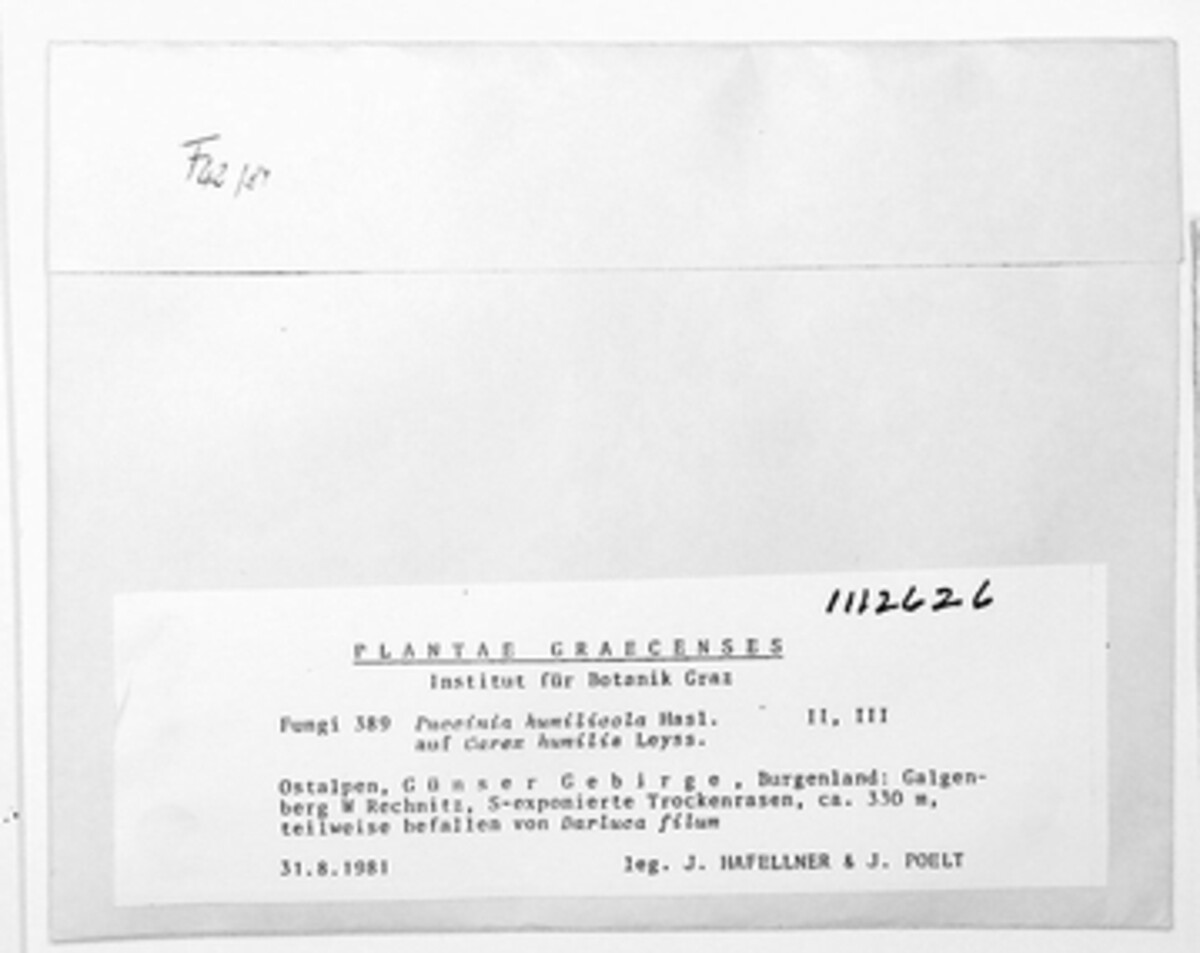 1112626
PLANTAE GRAECENSES
Institut für Botanik Graz
Fungi 389 Puccinia humilicola Hasl. II, III
auf Carex humilis Leyss.
Ostalpen, Günser Gebirge, Burgenland: Galgen-
berg W Rechnitz, S-exponierte Trockenrasen, ca. 330 m,
teilweise befallen von Darluca filum
31.8.1981 leg. J. HAFELLNER & J. POELT